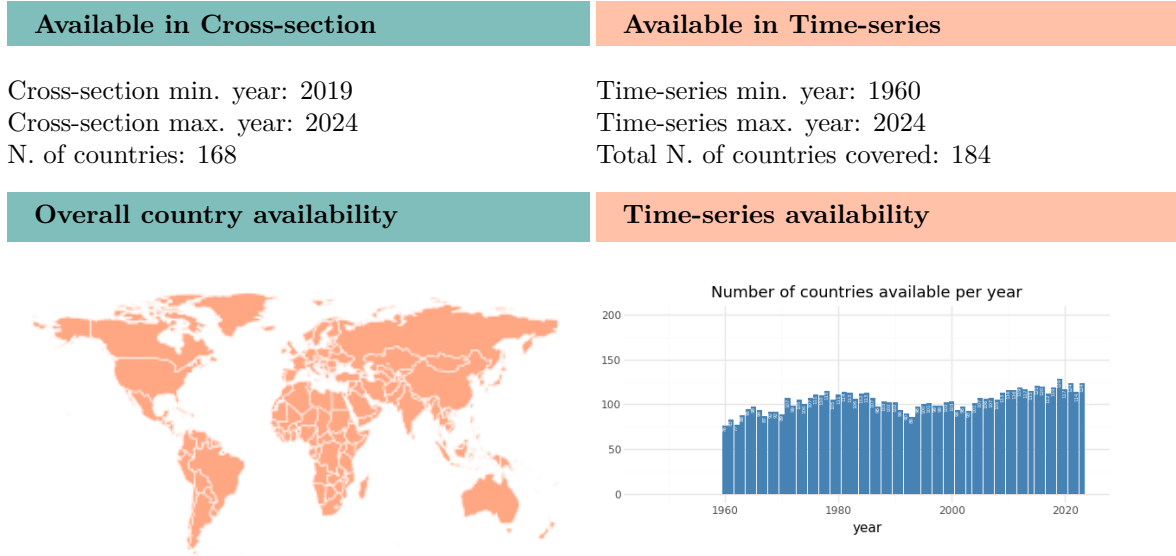 Available in Cross-section
Available in Time-series
Cross-section min. year: 2019
Cross-section max. year: 2024
N. of countries: 168
Time-series min. year: 1960
Time-series max. year: 2024
Total N. of countries covered: 184
Overall country availability
Time-series availability
Number of countries available per year
200
150
100
50
0
1960
1980
2000
2020
year